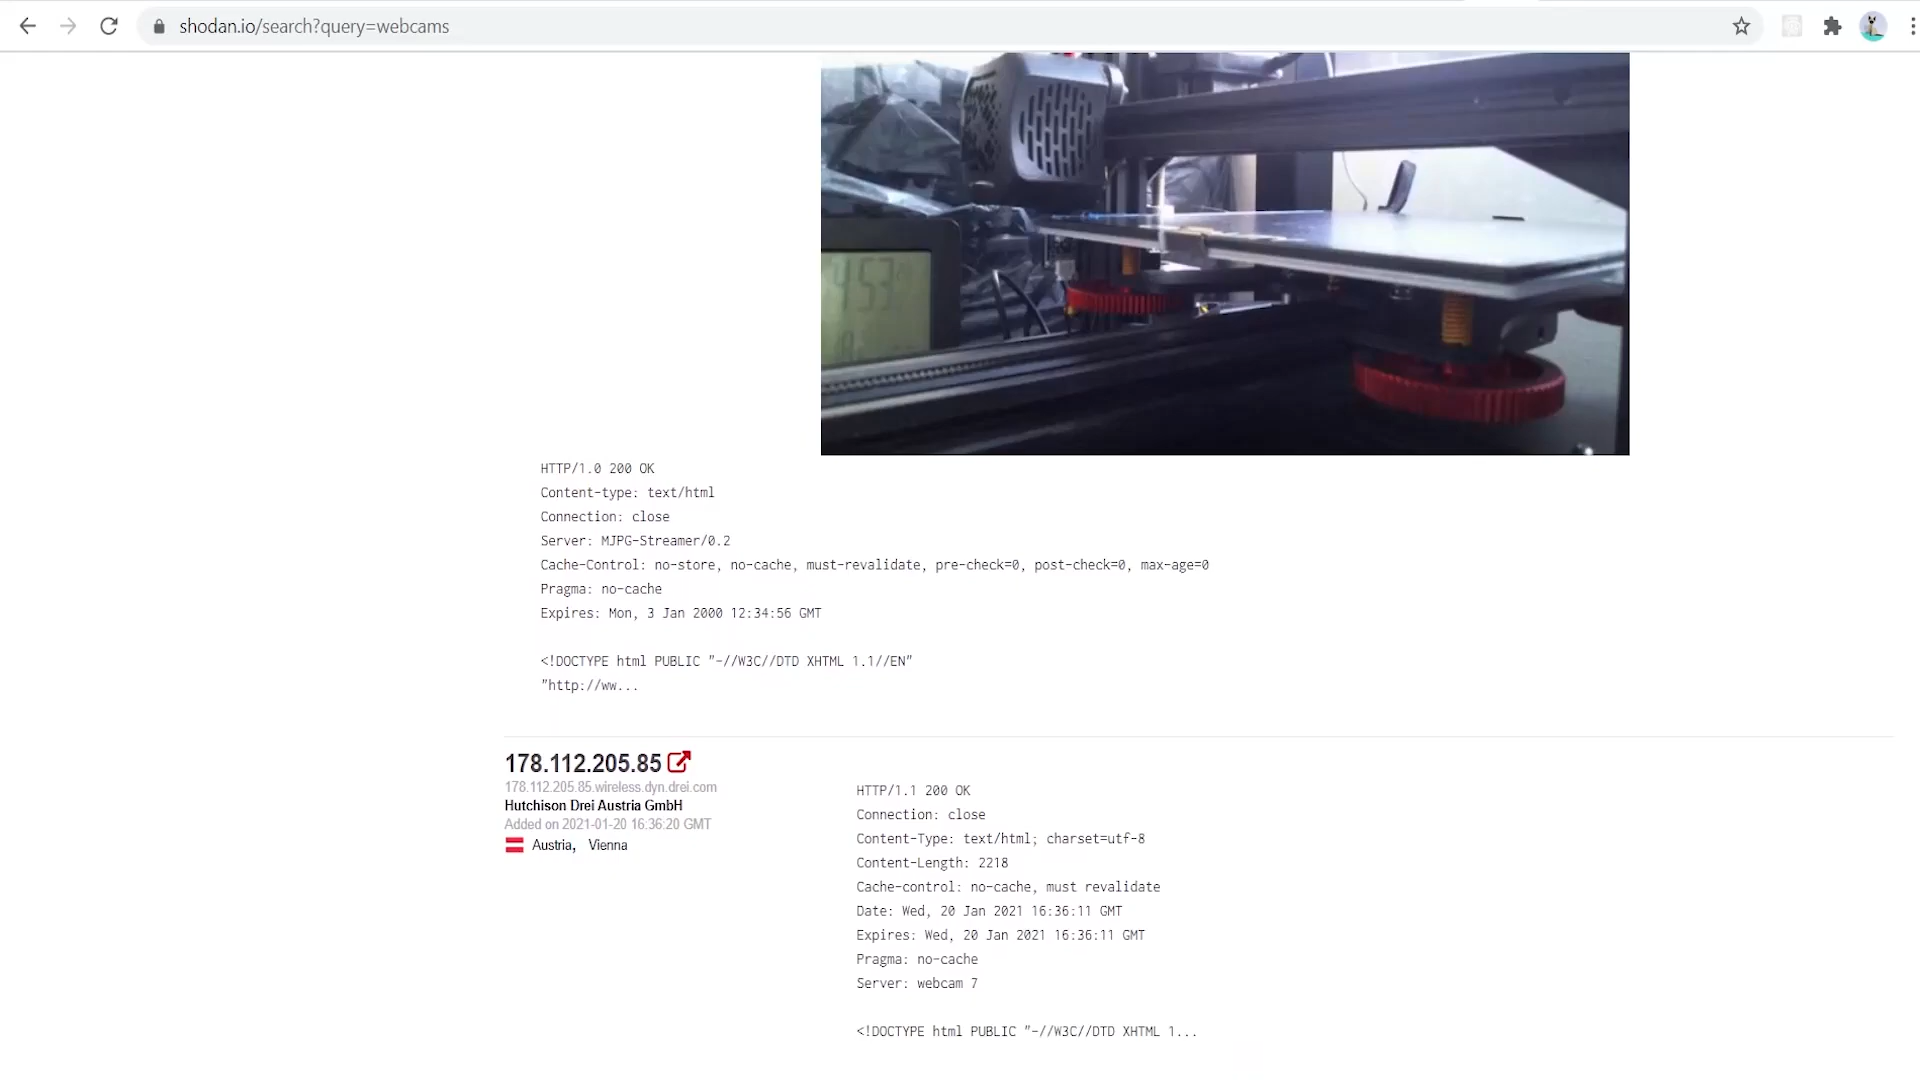 shodan.io/search?query=webcams
HTTP/1.0 200 OK
Content-type: text/html
Connection: close
Server: MJPG-Streamer/0.2
Cache-Control: no-store, no-cache, must-revalidate, pre-check=0, post-check=0, max-age=0
Pragma: no-cache
Expires: Mon, 3 Jan 2000 12:34:56 GMT
<!DOCTYPE html PUBLIC "-//W3C//DTD XHTML 1.1//EN"
"http://ww...
178.112.205.85
178.112.205.85.wireless.dyn.drei.com
Hutchison Drei Austria GmbH
Added on 2021-01-20 16:36:20 GMT
Austria, Vienna
HTTP/1.1 200 OK
Connection: close
Content-Type: text/html; charset=utf-8
Content-Length: 2218
Cache-control: no-cache, must revalidate
Date: Wed, 20 Jan 2021 16:36:11 GMT
Expires: Wed, 20 Jan 2021 16:36:11 GMT
Pragma: no-cache
Server: webcam 7
<!DOCTYPE html PUBLIC "-//W3C//DTD XHTML 1...